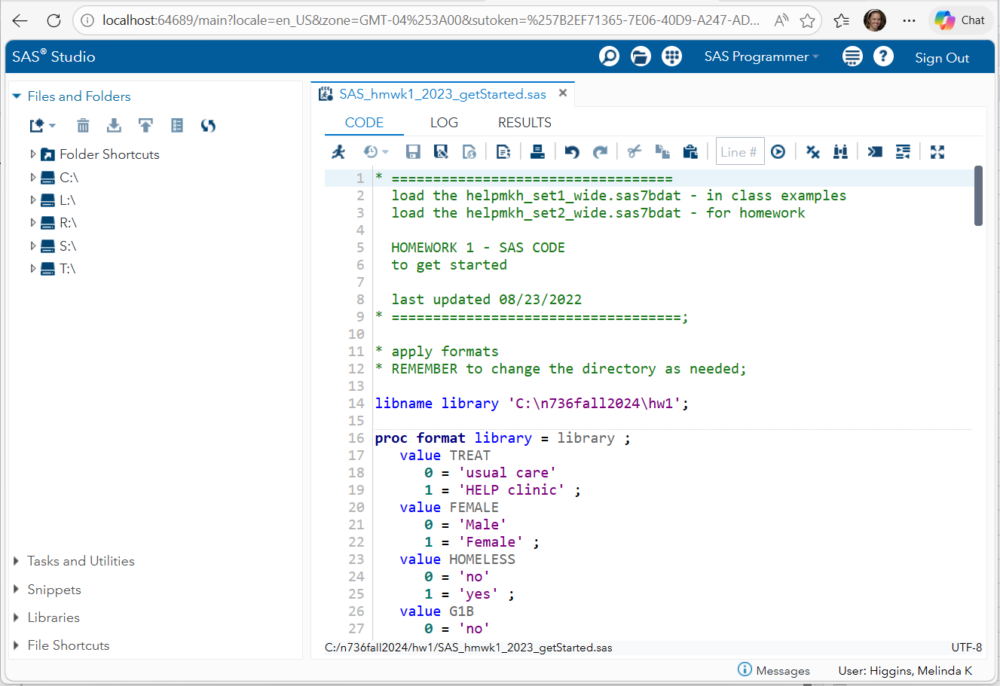 localhost:64689/main?locale=en_US&zone=GMT-04%253A00&sutoken=%257B2EF71365-7E06-40D9-A247-AD...
Chat
SAS® Studio
SAS Programmer
Sign Out
Files and Folders
Folder Shortcuts
C:\
L:\
R:\
S:\
T:\
Tasks and Utilities
Snippets
Libraries
File Shortcuts
SAS_hmwk1_2023_getStarted.sas
CODE LOG RESULTS
Line #
1 * ==================================
2 load the helpmkh_set1_wide.sas7bdat - in class examples
3 load the helpmkh_set2_wide.sas7bdat - for homework
4
5 HOMEWORK 1 - SAS CODE
6 to get started
7
8 last updated 08/23/2022
9 * ===================================;
10
11 * apply formats
12 * REMEMBER to change the directory as needed;
13
14 libname library 'C:\n736fall2024\hw1';
15
16 proc format library = library ;
17 value TREAT
18 0 = 'usual care'
19 1 = 'HELP clinic' ;
20 value FEMALE
21 0 = 'Male'
22 1 = 'Female' ;
23 value HOMELESS
24 0 = 'no'
25 1 = 'yes' ;
26 value G1B
27 0 = 'no'
C:/n736fall2024/hw1/SAS_hmwk1_2023_getStarted.sas
UTF-8
Messages
User: Higgins, Melinda K